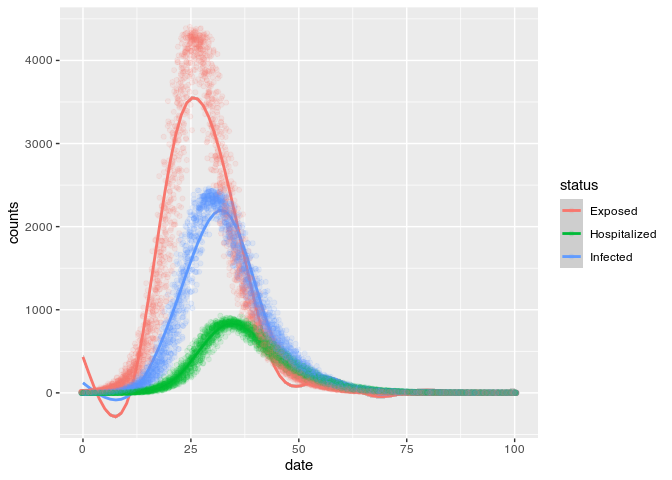 4000
3000
2000
1000
0
counts
0 25 50 75 100
date
status
Exposed
Hospitalized
Infected